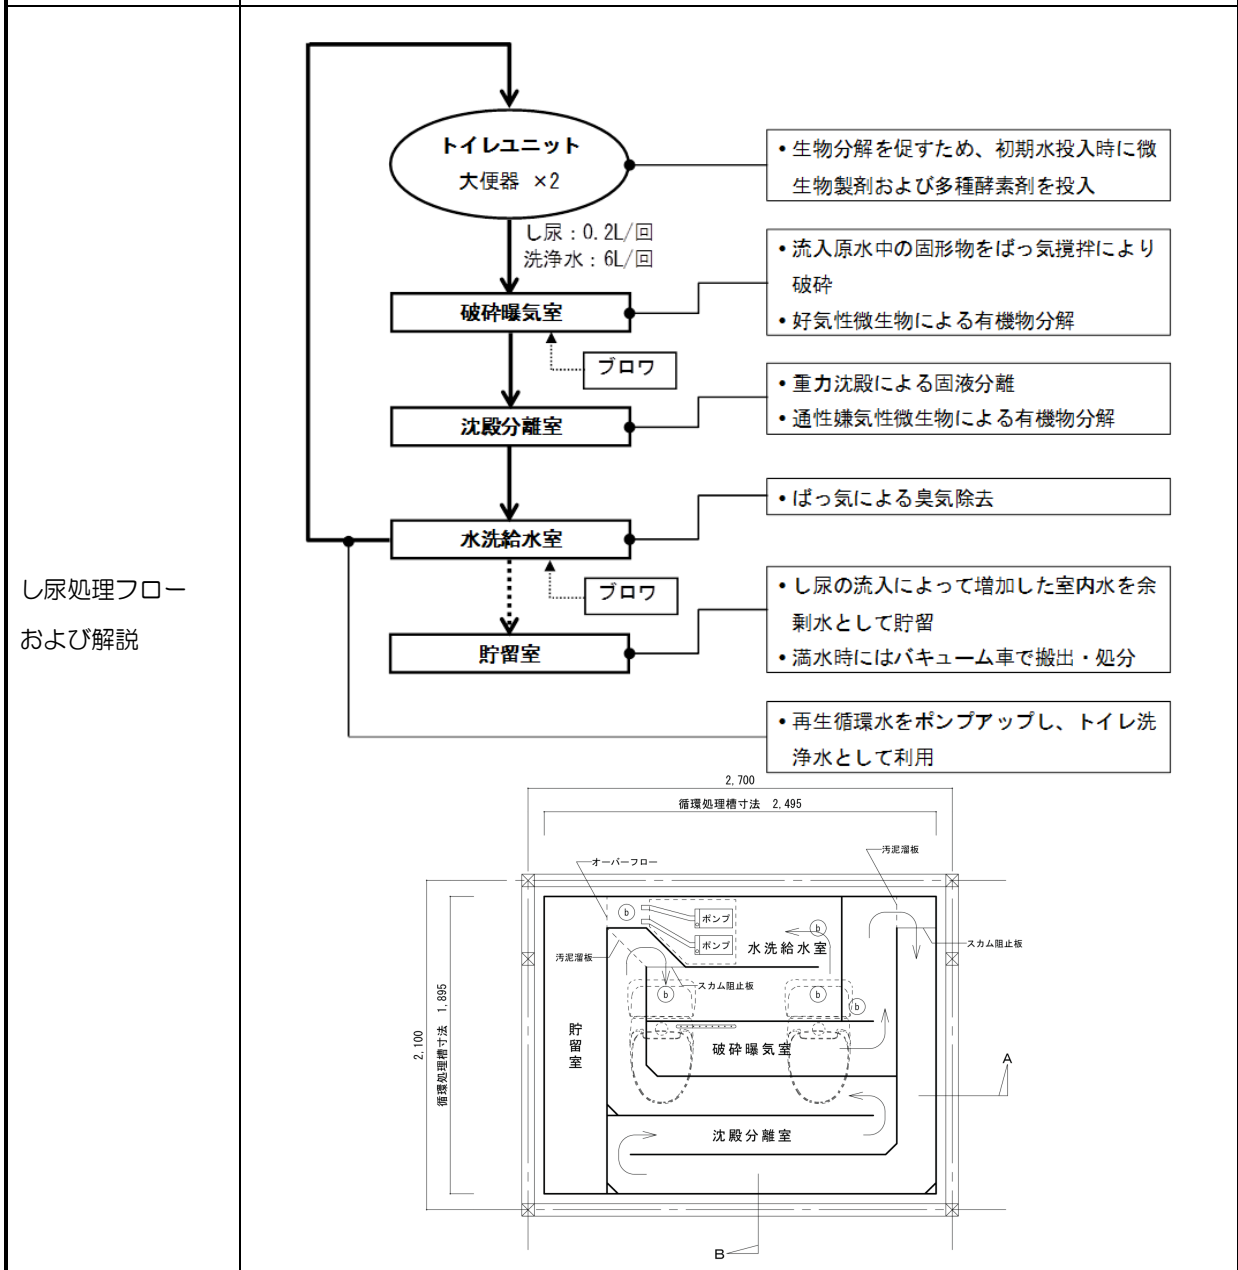 し尿処理フロー
および解説
トイレユニット
大便器 ×2
し尿：0.2L/回
洗浄水：6L/回
破砕曝気室
ブロワ
沈殿分離室
水洗給水室
ブロワ
貯留室
•生物分解を促すため、初期水投入時に微
生物製剤および多種酵素剤を投入
•流入原水中の固形物をばっ気撹拌により
破砕
•好気性微生物による有機物分解
•重力沈殿による固液分離
•通性嫌気性微生物による有機物分解
•ばっ気による臭気除去
•し尿の流入によって増加した室内水を余
剰水として貯留
•満水時にはバキューム車で搬出・処分
•再生循環水をポンプアップし、トイレ洗
浄水として利用
2,700
循環処理槽寸法 2,495
汚泥溜板
オーバーフロー
b
ポンプ
ポンプ
b
水洗給水室
スカム阻止板
汚泥溜板
スカム阻止板
b
b
b
2,100
循環処理槽寸法 1,895
貯留室
破砕曝気室
A
沈殿分離室
B